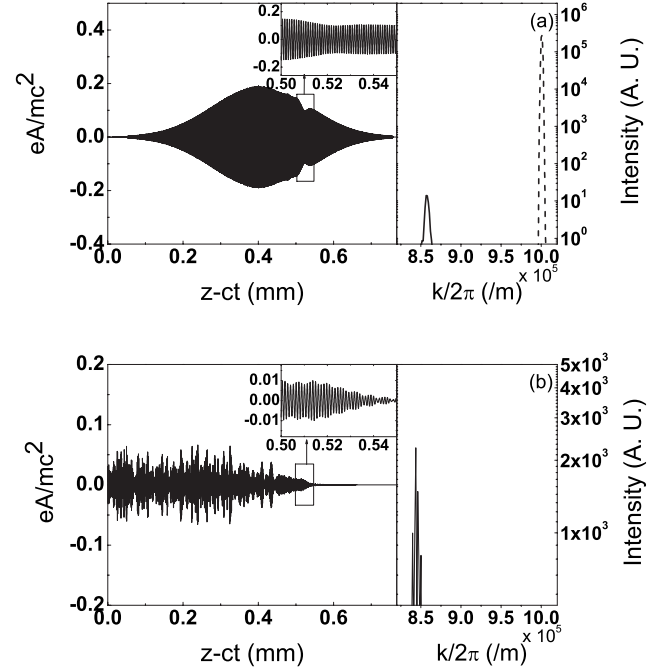 (a)
eA/mc2
0.4
0.2
0.0
-0.2
-0.4
0.0 0.2 0.4 0.6
z-ct (mm)
0.2
0.0
-0.2
0.50 0.52 0.54
8.5 9.0 9.5 10.0
x 10^5
k/2π (/m)
10^6
10^5
10^4
10^3
10^2
10^1
10^0
Intensity (A. U.)
(b)
eA/mc2
0.2
0.1
0.0
-0.1
-0.2
0.0 0.2 0.4 0.6
z-ct (mm)
0.01
0.00
-0.01
0.50 0.52 0.54
8.5 9.0 9.5 10.0
x 10^5
k/2π (/m)
5x10^3
4x10^3
3x10^3
2x10^3
1x10^3
Intensity (A. U.)